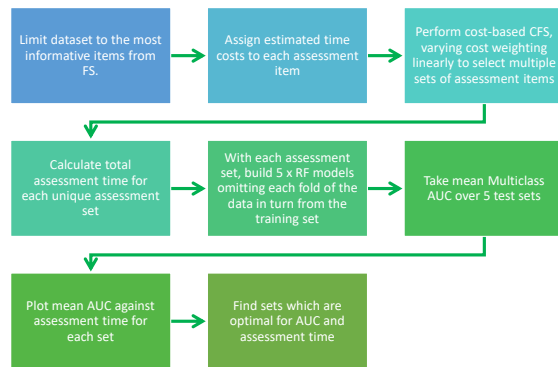 Limit dataset to the most
informative items from
FS.
Assign estimated time
costs to each assessment
item
Perform cost-based CFS,
varying cost weighting
linearly to select multiple
sets of assessment items
Calculate total
assessment time for
each unique assessment
set
With each assessment
set, build 5 x RF models
omitting each fold of the
data in turn from the
training set
Take mean Multiclass
AUC over 5 test sets
Plot mean AUC against
assessment time for
each set
Find sets which are
optimal for AUC and
assessment time